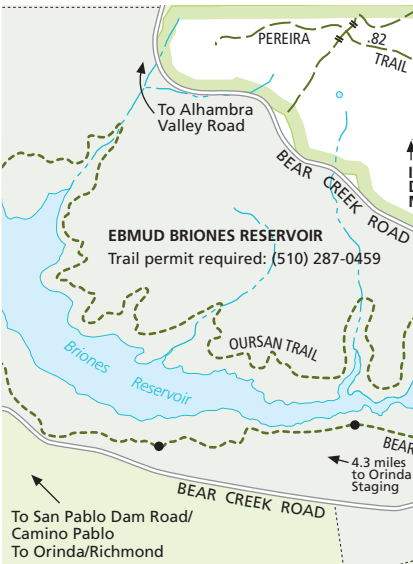 PEREIRA
.82
TRAIL
To Alhambra
Valley Road
BEAR CREEK ROAD
EBMUD BRIONES RESERVOIR
Trail permit required: (510) 287-0459
OURSAN TRAIL
Briones Reservoir
BEAR
4.3 miles
to Orinda
Staging
BEAR CREEK ROAD
To San Pablo Dam Road/
Camino Pablo
To Orinda/Richmond